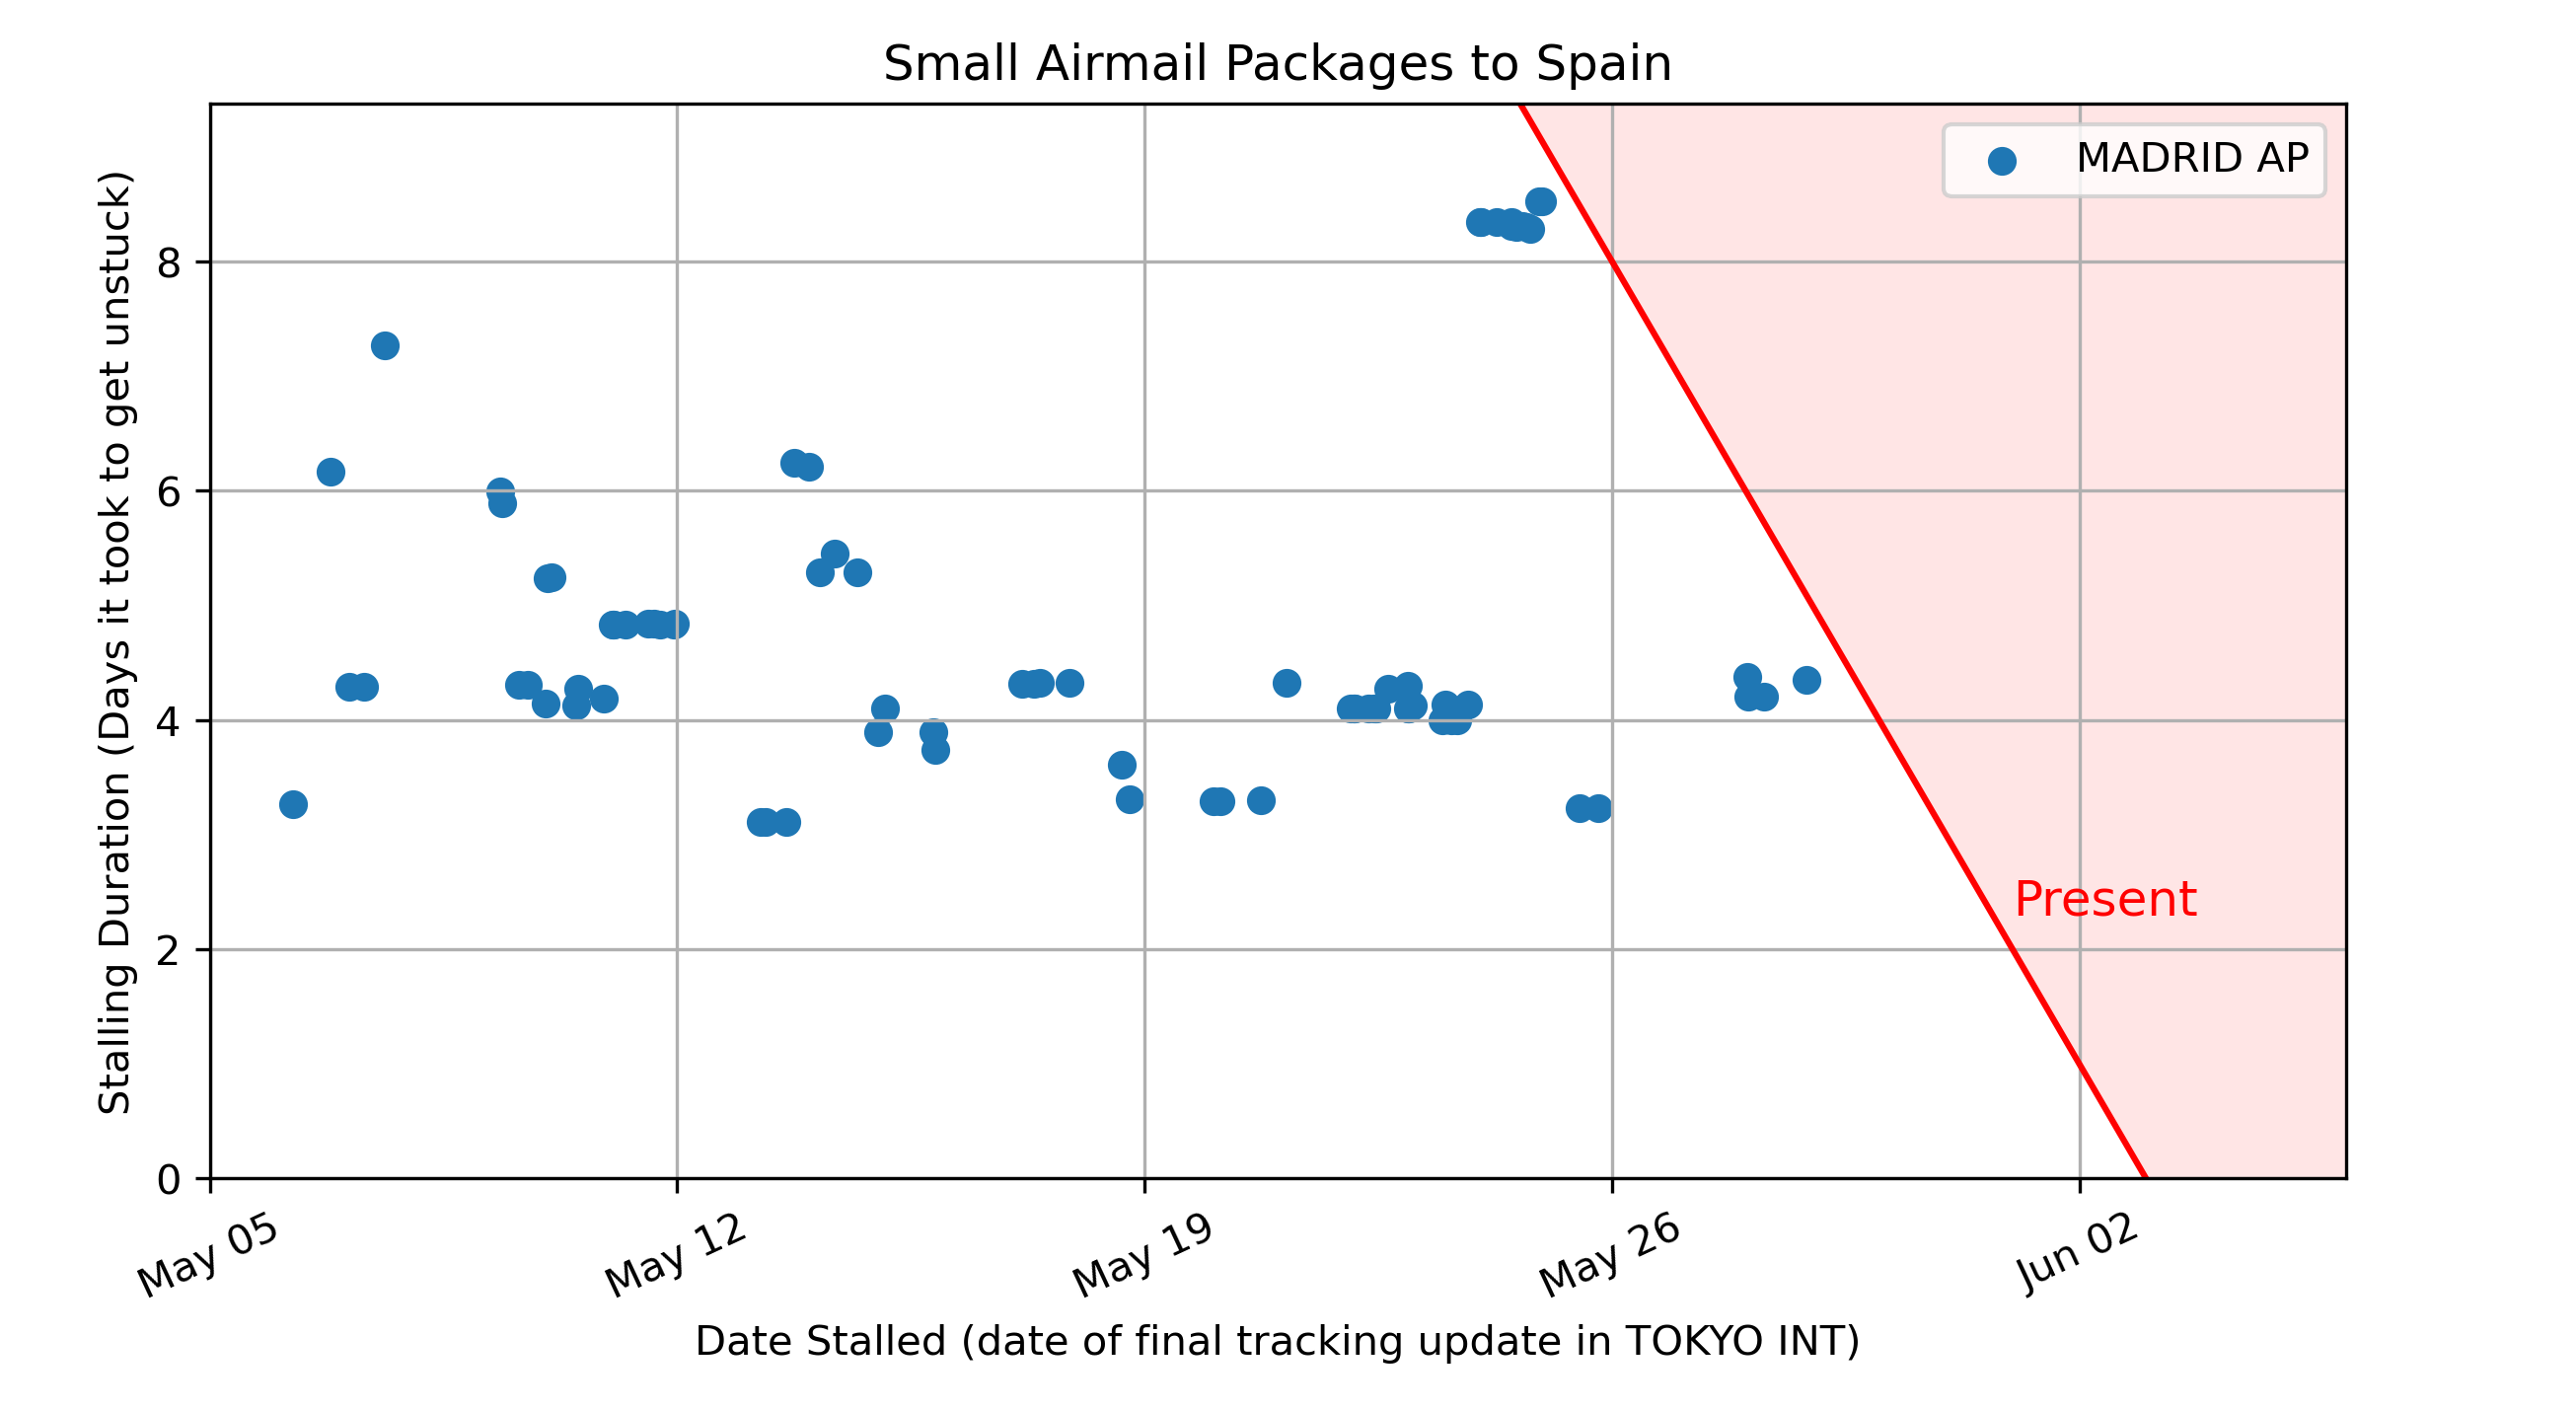 Small Airmail Packages to Spain
MADRID AP
Stalling Duration (Days it took to get unstuck)
8
6
4
2
0
Present
May 05
May 12
May 19
May 26
Jun 02
Date Stalled (date of final tracking update in TOKYO INT)